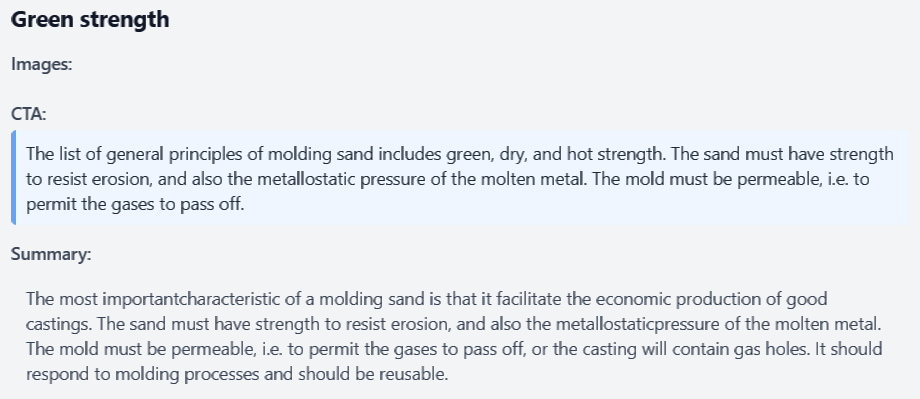 Green strength
Images:
CTA:
The list of general principles of molding sand includes green, dry, and hot strength. The sand must have strength
to resist erosion, and also the metallostatic pressure of the molten metal. The mold must be permeable, i.e. to
permit the gases to pass off.
Summary:
The most importantcharacteristic of a molding sand is that it facilitate the economic production of good
castings. The sand must have strength to resist erosion, and also the metallostaticpressure of the molten metal.
The mold must be permeable, i.e. to permit the gases to pass off, or the casting will contain gas holes. It should
respond to molding processes and should be reusable.